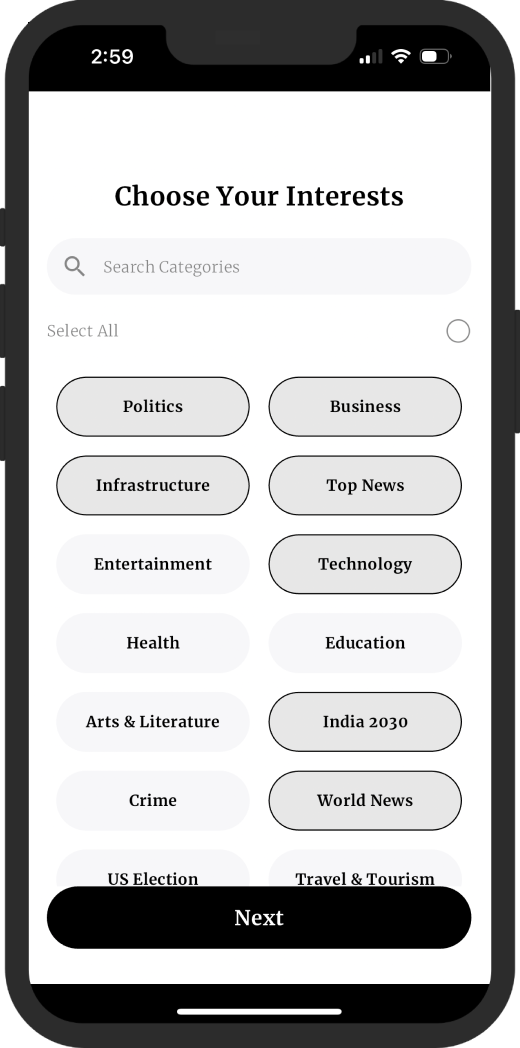 2:59
Choose Your Interests
Search Categories
Select All
Politics
Business
Infrastructure
Top News
Entertainment
Technology
Health
Education
Arts & Literature
India 2030
Crime
World News
US Election
Travel & Tourism
Next